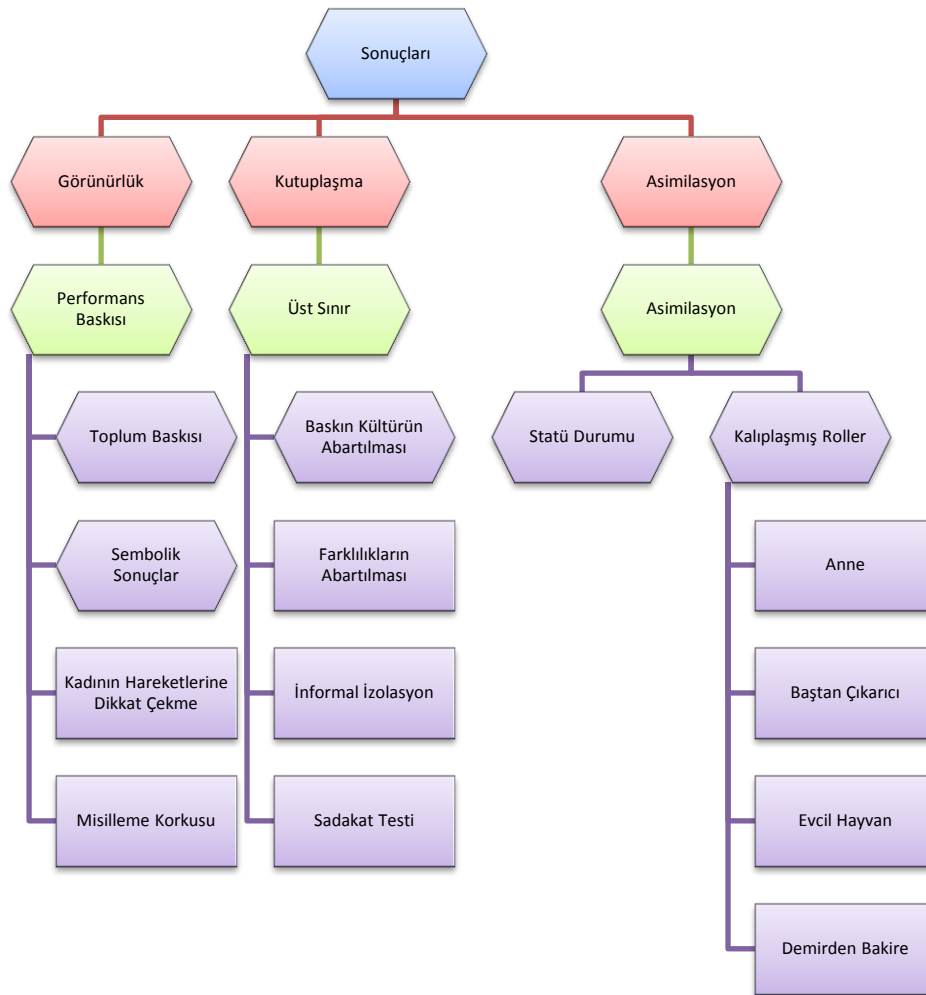 Sonuçları
Görünürlük
Kutuplaşma
Asimilasyon
Performans
Baskısı
Üst Sınır
Asimilasyon
Toplum Baskısı
Baskın Kültürün
Abartılması
Statü Durumu
Kalıplaşmış Roller
Sembolik
Sonuçlar
Farklılıkların
Abartılması
Anne
Kadının Hareketlerine
Dikkat Çekme
İnformal İzolasyon
Baştan Çıkarıcı
Misilleme Korkusu
Sadakat Testi
Evcil Hayvan
Demirden Bakire